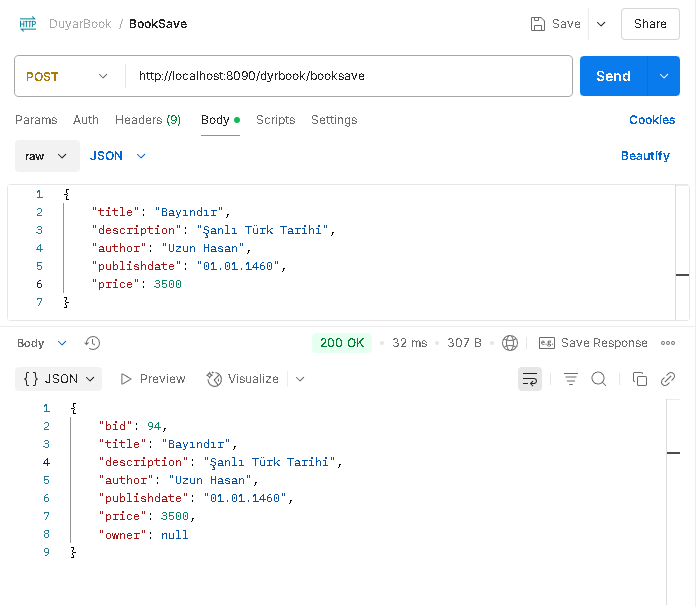 HTTP DuyarBook / BookSave Save Share
POST http://localhost:8090/dyrbook/booksave Send
Params Auth Headers (9) Body Scripts Settings Cookies
raw JSON Beautify
1 {
2 "title": "Bayındır",
3 "description": "Şanlı Türk Tarihi",
4 "author": "Uzun Hasan",
5 "publishdate": "01.01.1460",
6 "price": 3500
7 }
Body 200 OK 32 ms 307 B e.g. Save Response
{} JSON Preview Visualize
1 {
2 "bid": 94,
3 "title": "Bayındır",
4 "description": "Şanlı Türk Tarihi",
5 "author": "Uzun Hasan",
6 "publishdate": "01.01.1460",
7 "price": 3500,
8 "owner": null
9 }